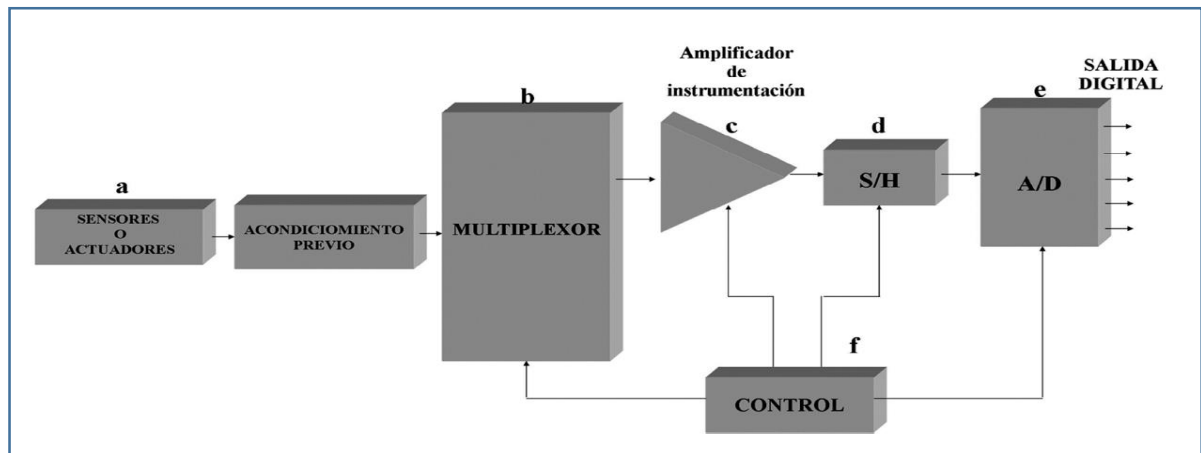 a
SENSORES
O
ACTUADORES
ACONDICIOMIENTO
PREVIO
b
MULTIPLEXOR
Amplificador
de
instrumentación
c
d
S/H
e
A/D
SALIDA
DIGITAL
f
CONTROL